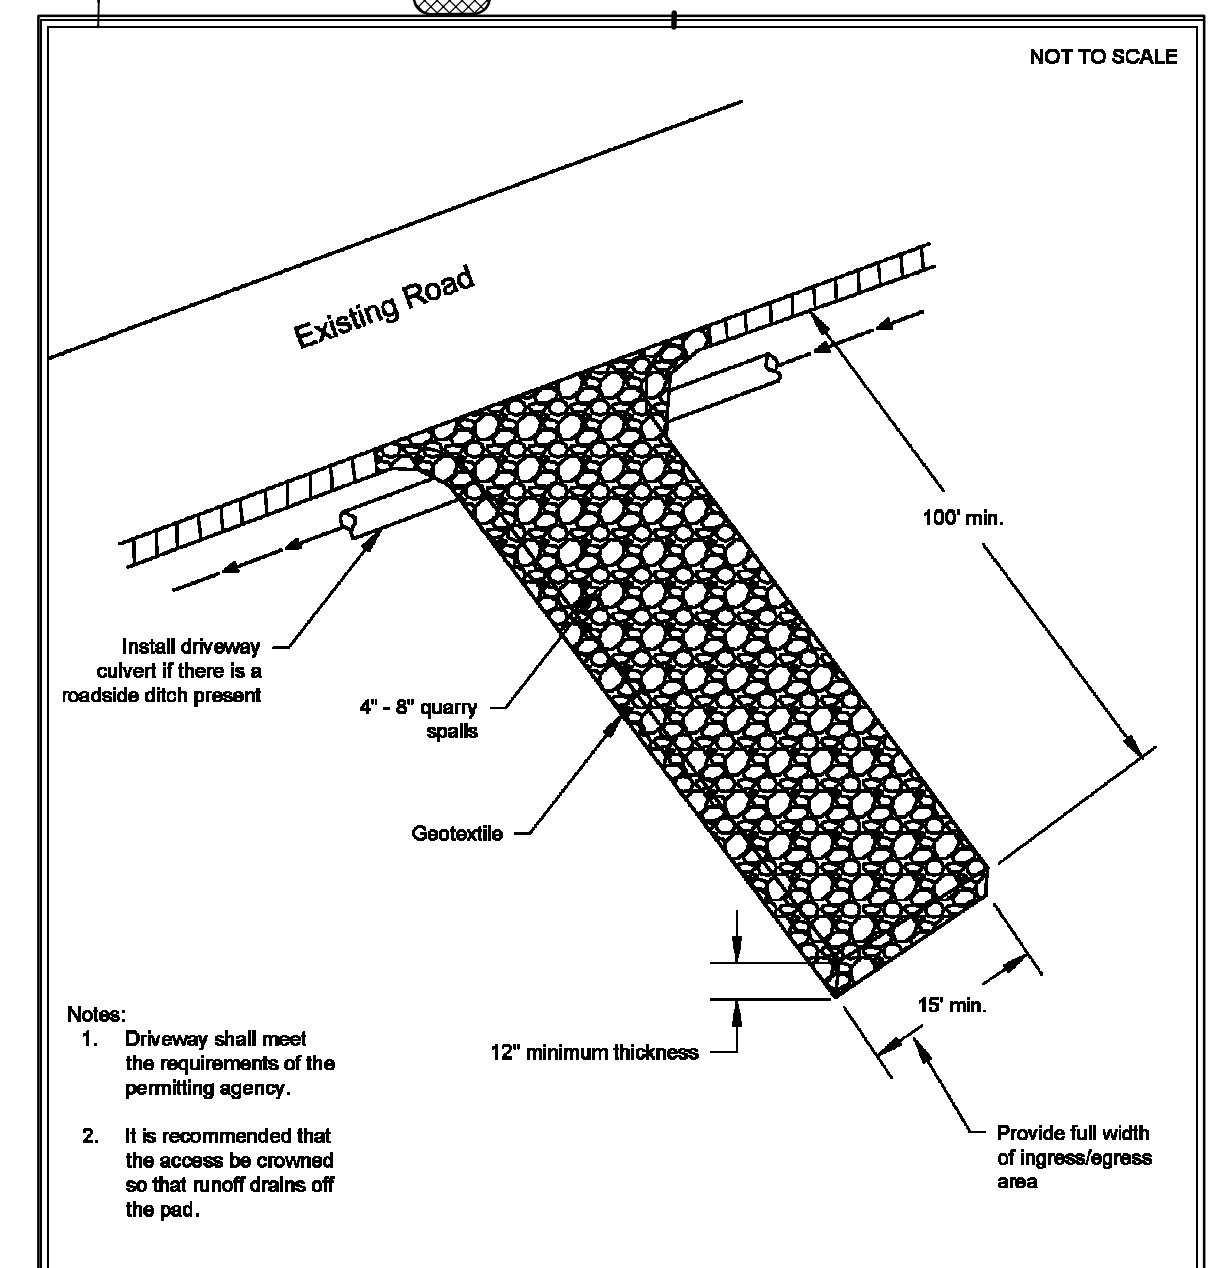 NOT TO SCALE
Existing Road
100' min.
Install driveway
culvert if there is a
roadside ditch present
4" - 8" quarry
spalls
Geotextile
15' min.
12" minimum thickness
Provide full width
of ingress/egress
area
Notes:
1. Driveway shall meet
the requirements of the
permitting agency.
2. It is recommended that
the access be crowned
so that runoff drains off
the pad.